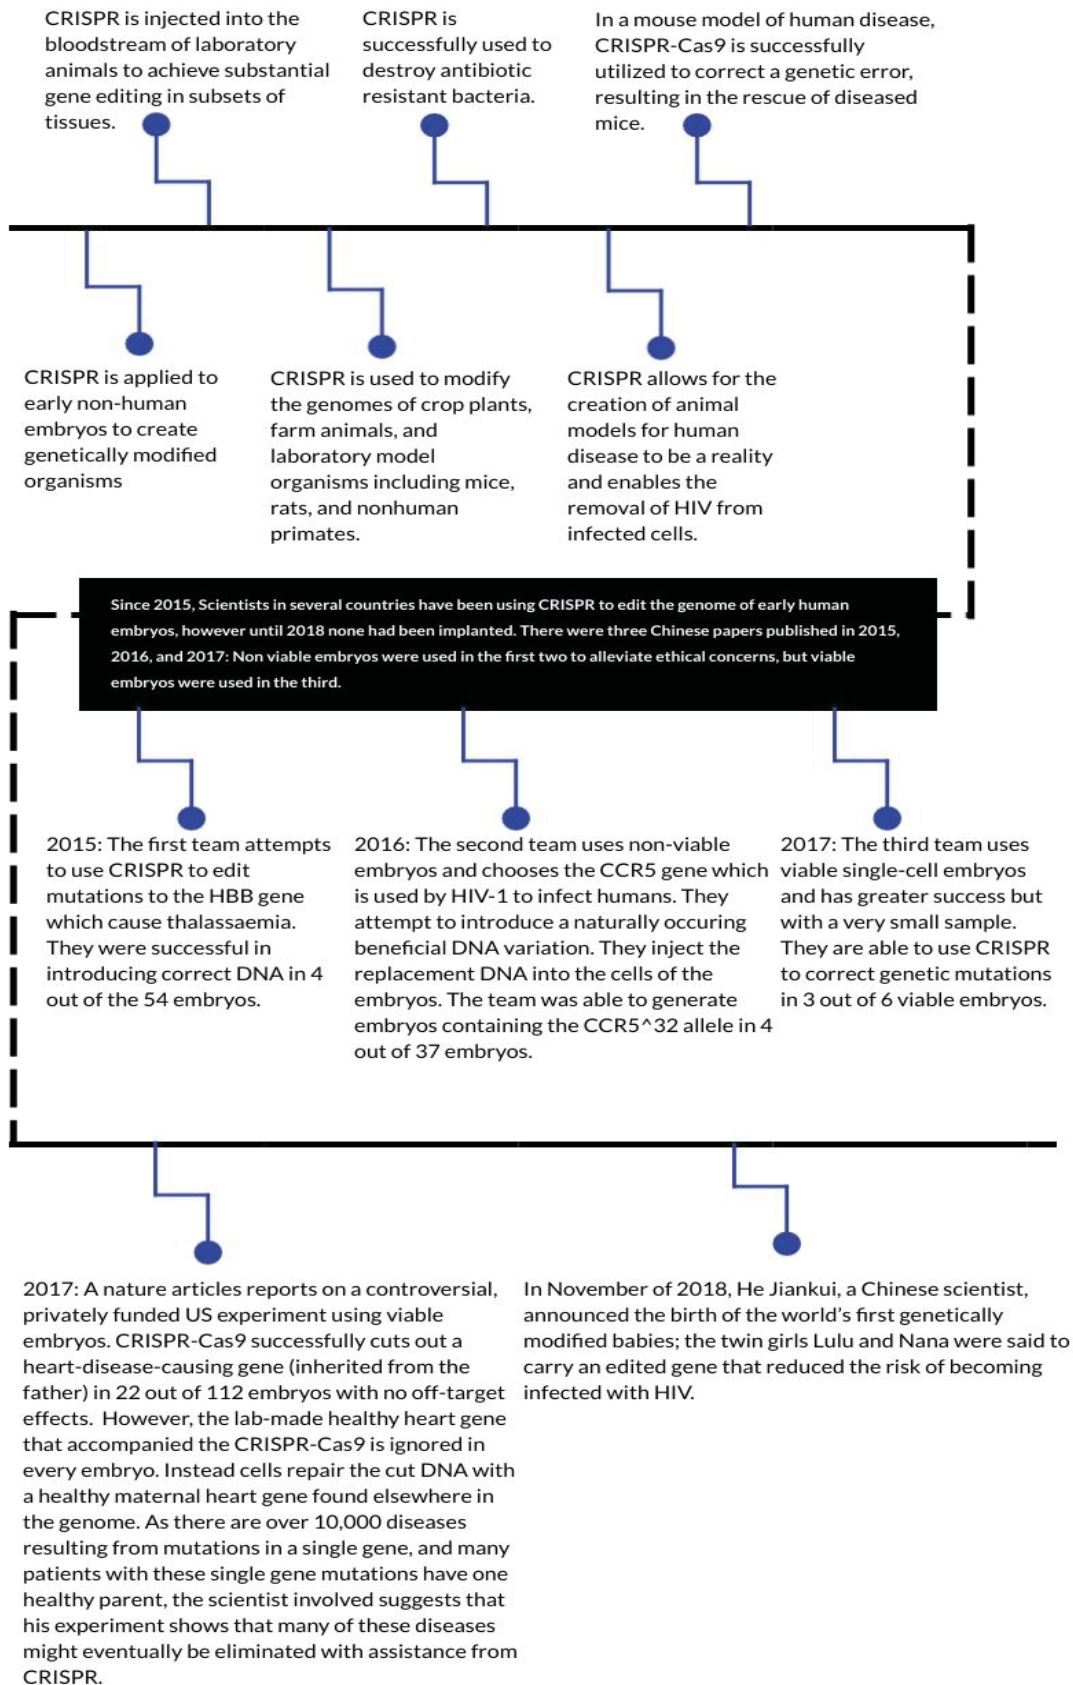 CRISPR is injected into the
bloodstream of laboratory
animals to achieve substantial
gene editing in subsets of
tissues.
CRISPR is
successfully used to
destroy antibiotic
resistant bacteria.
In a mouse model of human disease,
CRISPR-Cas9 is successfully
utilized to correct a genetic error,
resulting in the rescue of diseased
mice.
CRISPR is applied to
early non-human
embryos to create
genetically modified
organisms
CRISPR is used to modify
the genomes of crop plants,
farm animals, and
laboratory model
organisms including mice,
rats, and nonhuman
primates.
CRISPR allows for the
creation of animal
models for human
disease to be a reality
and enables the
removal of HIV from
infected cells.
Since 2015, Scientists in several countries have been using CRISPR to edit the genome of early human
embryos, however until 2018 none had been implanted. There were three Chinese papers published in 2015,
2016, and 2017: Non viable embryos were used in the first two to alleviate ethical concerns, but viable
embryos were used in the third.
2015: The first team attempts
to use CRISPR to edit
mutations to the HBB gene
which cause thalassaemia.
They were successful in
introducing correct DNA in 4
out of the 54 embryos.
2016: The second team uses non-viable
embryos and chooses the CCR5 gene which
is used by HIV-1 to infect humans. They
attempt to introduce a naturally occuring
beneficial DNA variation. They inject the
replacement DNA into the cells of the
embryos. The team was able to generate
embryos containing the CCR5^32 allele in 4
out of 37 embryos.
2017: The third team uses
viable single-cell embryos
and has greater success but
with a very small sample.
They are able to use CRISPR
to correct genetic mutations
in 3 out of 6 viable embryos.
2017: A nature articles reports on a controversial,
privately funded US experiment using viable
embryos. CRISPR-Cas9 successfully cuts out a
heart-disease-causing gene (inherited from the
father) in 22 out of 112 embryos with no off-target
effects. However, the lab-made healthy heart gene
that accompanied the CRISPR-Cas9 is ignored in
every embryo. Instead cells repair the cut DNA with
a healthy maternal heart gene found elsewhere in
the genome. As there are over 10,000 diseases
resulting from mutations in a single gene, and many
patients with these single gene mutations have one
healthy parent, the scientist involved suggests that
his experiment shows that many of these diseases
might eventually be eliminated with assistance from
CRISPR.
In November of 2018, He Jiankui, a Chinese scientist,
announced the birth of the world's first genetically
modified babies; the twin girls Lulu and Nana were said to
carry an edited gene that reduced the risk of becoming
infected with HIV.